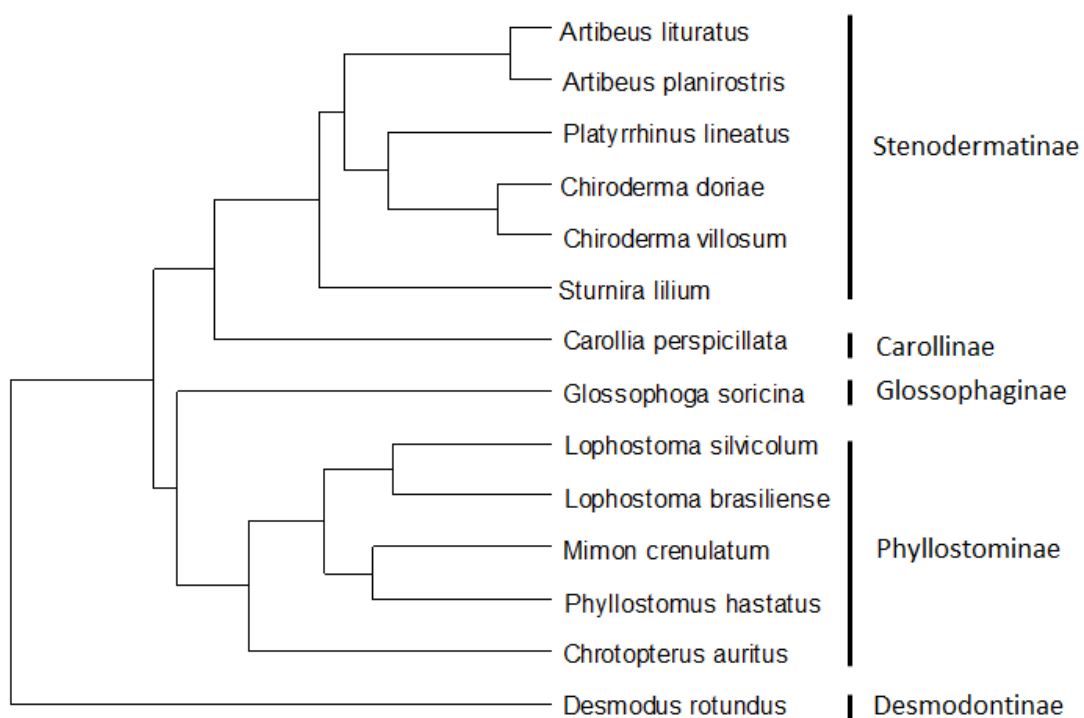 Artibeus lituratus
Artibeus planirostris
Platyrrhinus lineatus
Stenodermatinae
Chiroderma doriae
Chiroderma villosum
Sturnira lilium
Carollia perspicillata
Carollinae
Glossophoga soricina
Glossophaginae
Lophostoma silvicolum
Lophostoma brasiliense
Mimon crenulatum
Phyllostominae
Phyllostomus hastatus
Chrotopterus auritus
Desmodus rotundus
Desmodontinae